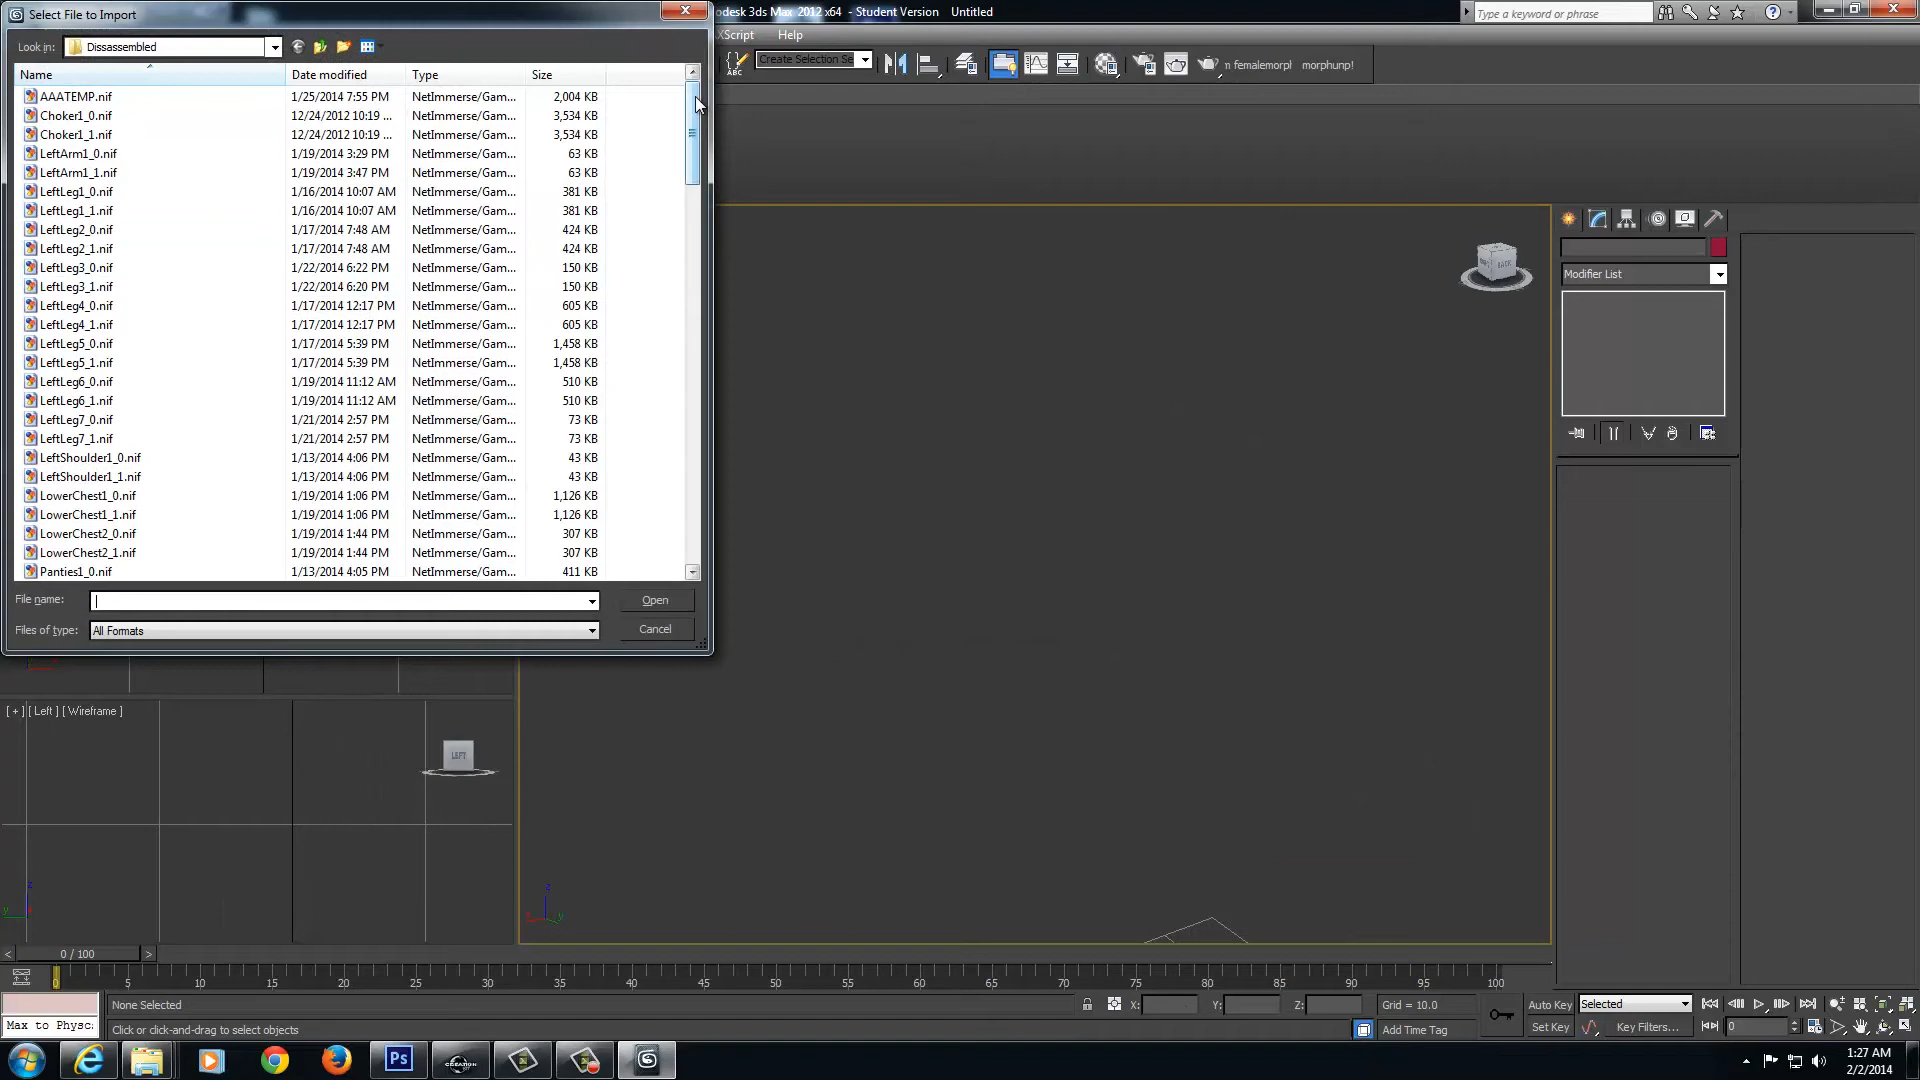 Select File to Import
odesk 3ds Max 2012 x64 - Student Version Untitled
Type a keyword or phrase
Look in: Dissassembled
XScript Help
Create Selection Se
n femalemorpl morphunp!
Name Date modified Type Size
AAATEMP.nif 1/25/2014 7:55 PM NetImmerse/Gam... 2,004 KB
Choker1_0.nif 12/24/2012 10:19 ... NetImmerse/Gam... 3,534 KB
Choker1_1.nif 12/24/2012 10:19 ... NetImmerse/Gam... 3,534 KB
LeftArm1_0.nif 1/19/2014 3:29 PM NetImmerse/Gam... 63 KB
LeftArm1_1.nif 1/19/2014 3:47 PM NetImmerse/Gam... 63 KB
LeftLeg1_0.nif 1/16/2014 10:07 AM NetImmerse/Gam... 381 KB
LeftLeg1_1.nif 1/16/2014 10:07 AM NetImmerse/Gam... 381 KB
LeftLeg2_0.nif 1/17/2014 7:48 AM NetImmerse/Gam... 424 KB
LeftLeg2_1.nif 1/17/2014 7:48 AM NetImmerse/Gam... 424 KB
LeftLeg3_0.nif 1/22/2014 6:22 PM NetImmerse/Gam... 150 KB
LeftLeg3_1.nif 1/22/2014 6:20 PM NetImmerse/Gam... 150 KB
LeftLeg4_0.nif 1/17/2014 12:17 PM NetImmerse/Gam... 605 KB
LeftLeg4_1.nif 1/17/2014 12:17 PM NetImmerse/Gam... 605 KB
LeftLeg5_0.nif 1/17/2014 5:39 PM NetImmerse/Gam... 1,458 KB
LeftLeg5_1.nif 1/17/2014 5:39 PM NetImmerse/Gam... 1,458 KB
LeftLeg6_0.nif 1/19/2014 11:12 AM NetImmerse/Gam... 510 KB
LeftLeg6_1.nif 1/19/2014 11:12 AM NetImmerse/Gam... 510 KB
LeftLeg7_0.nif 1/21/2014 2:57 PM NetImmerse/Gam... 73 KB
LeftLeg7_1.nif 1/21/2014 2:57 PM NetImmerse/Gam... 73 KB
LeftShoulder1_0.nif 1/13/2014 4:06 PM NetImmerse/Gam... 43 KB
LeftShoulder1_1.nif 1/13/2014 4:06 PM NetImmerse/Gam... 43 KB
LowerChest1_0.nif 1/19/2014 1:06 PM NetImmerse/Gam... 1,126 KB
LowerChest1_1.nif 1/19/2014 1:06 PM NetImmerse/Gam... 1,126 KB
LowerChest2_0.nif 1/19/2014 1:44 PM NetImmerse/Gam... 307 KB
LowerChest2_1.nif 1/19/2014 1:44 PM NetImmerse/Gam... 307 KB
Panties1_0.nif 1/13/2014 4:05 PM NetImmerse/Gam... 411 KB
File name: Open
Files of type: All Formats Cancel
BACK
Modifier List
[ + ] [ Left ] [ Wireframe ]
LEFT
z
y
z
x y
< 0 / 100 >
0 5 10 15 20 25 30 35 40 45 50 55 60 65 70 75 80 85 90 95 100
None Selected X: Y: Z: Grid = 10.0 Auto Key Selected
Max to Physc: Click or click-and-drag to select objects Add Time Tag Set Key Key Filters... 0
Ps
CREATION
1:27 AM
2/2/2014